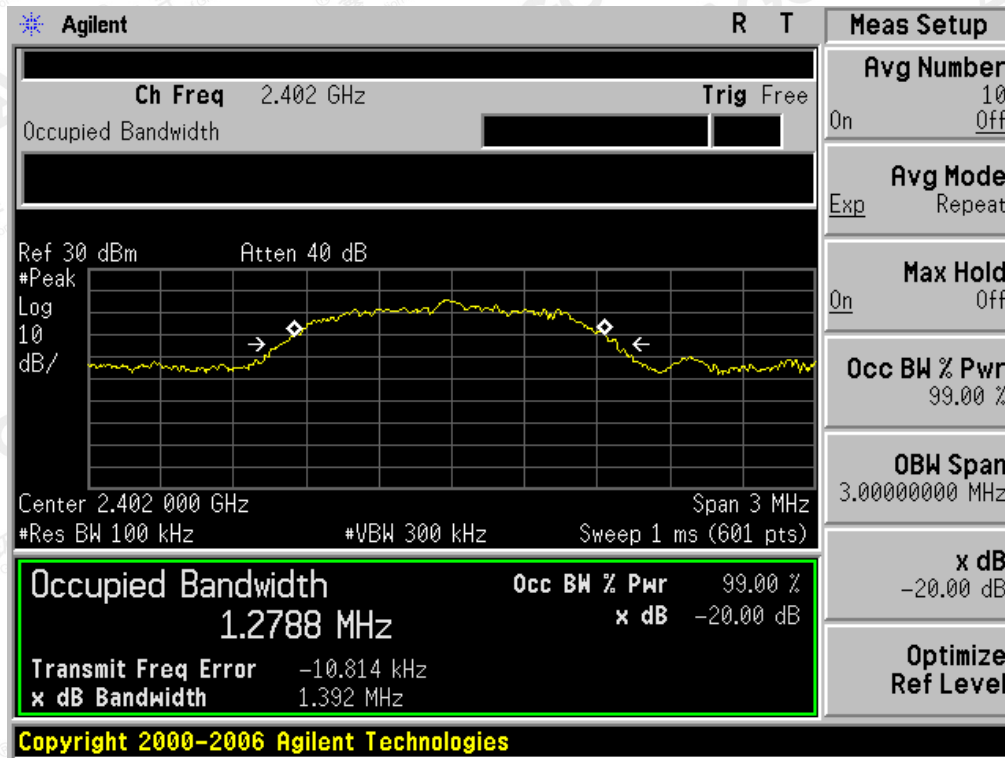 Agilent R T
Ch Freq 2.402 GHz Trig Free
Occupied Bandwidth
Ref 30 dBm Atten 40 dB
#Peak
Log
10
dB/
Center 2.402 000 GHz Span 3 MHz
#Res BW 100 kHz #VBW 300 kHz Sweep 1 ms (601 pts)
Occupied Bandwidth
1.2788 MHz
Occ BW % Pwr 99.00 %
x dB -20.00 dB
Transmit Freq Error -10.814 kHz
x dB Bandwidth 1.392 MHz
Copyright 2000-2006 Agilent Technologies
Meas Setup
Avg Number
10
On Off
Avg Mode
Exp Repeat
Max Hold
On Off
Occ BW % Pwr
99.00 %
OBW Span
3.00000000 MHz
x dB
-20.00 dB
Optimize
Ref Level